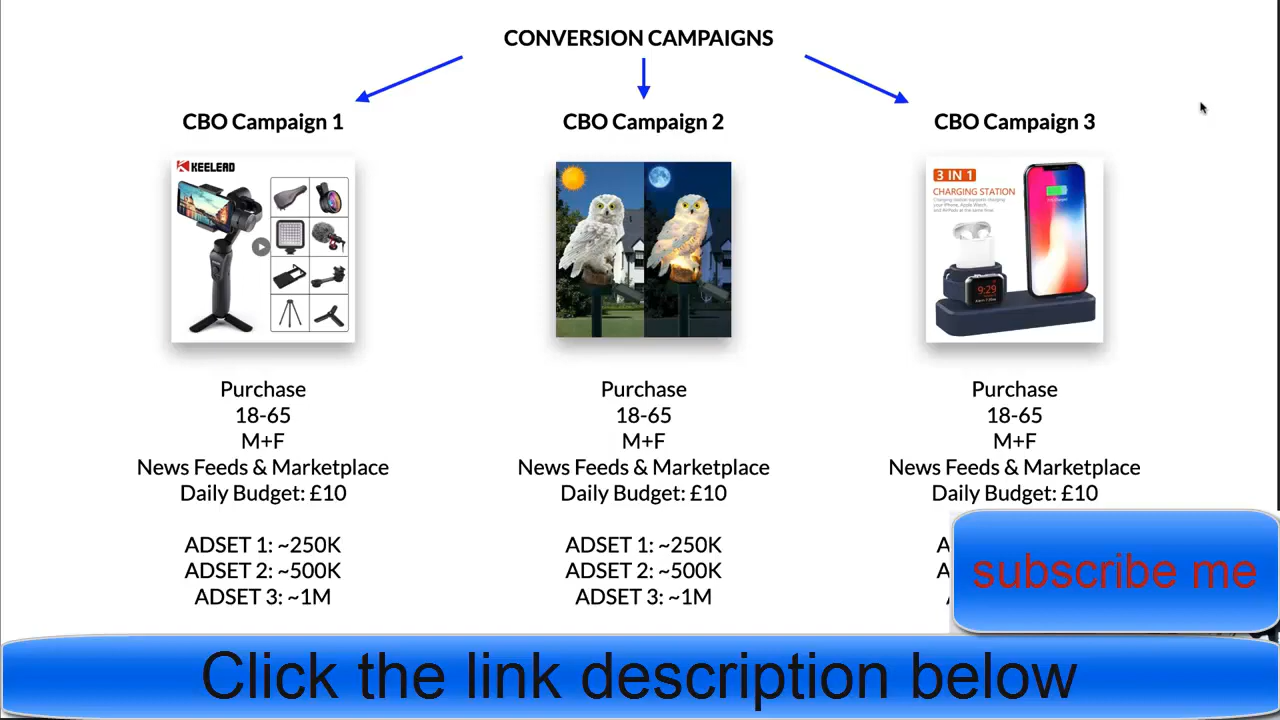 CONVERSION CAMPAIGNS
CBO Campaign 1
CBO Campaign 2
CBO Campaign 3
KEELEAD
3 IN 1
CHARGING STATION
9:29
Purchase
18-65
M+F
News Feeds & Marketplace
Daily Budget: £10
ADSET 1: ~250K
ADSET 2: ~500K
ADSET 3: ~1M
Purchase
18-65
M+F
News Feeds & Marketplace
Daily Budget: £10
ADSET 1: ~250K
ADSET 2: ~500K
ADSET 3: ~1M
Purchase
18-65
M+F
News Feeds & Marketplace
Daily Budget: £10
subscribe me
Click the link description below